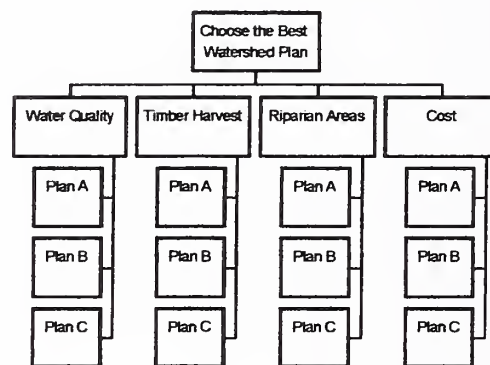 Choose the Best
Watershed Plan
Water Quality
Timber Harvest
Riparian Areas
Cost
Plan A
Plan A
Plan A
Plan A
Plan B
Plan B
Plan B
Plan B
Plan C
Plan C
Plan C
Plan C